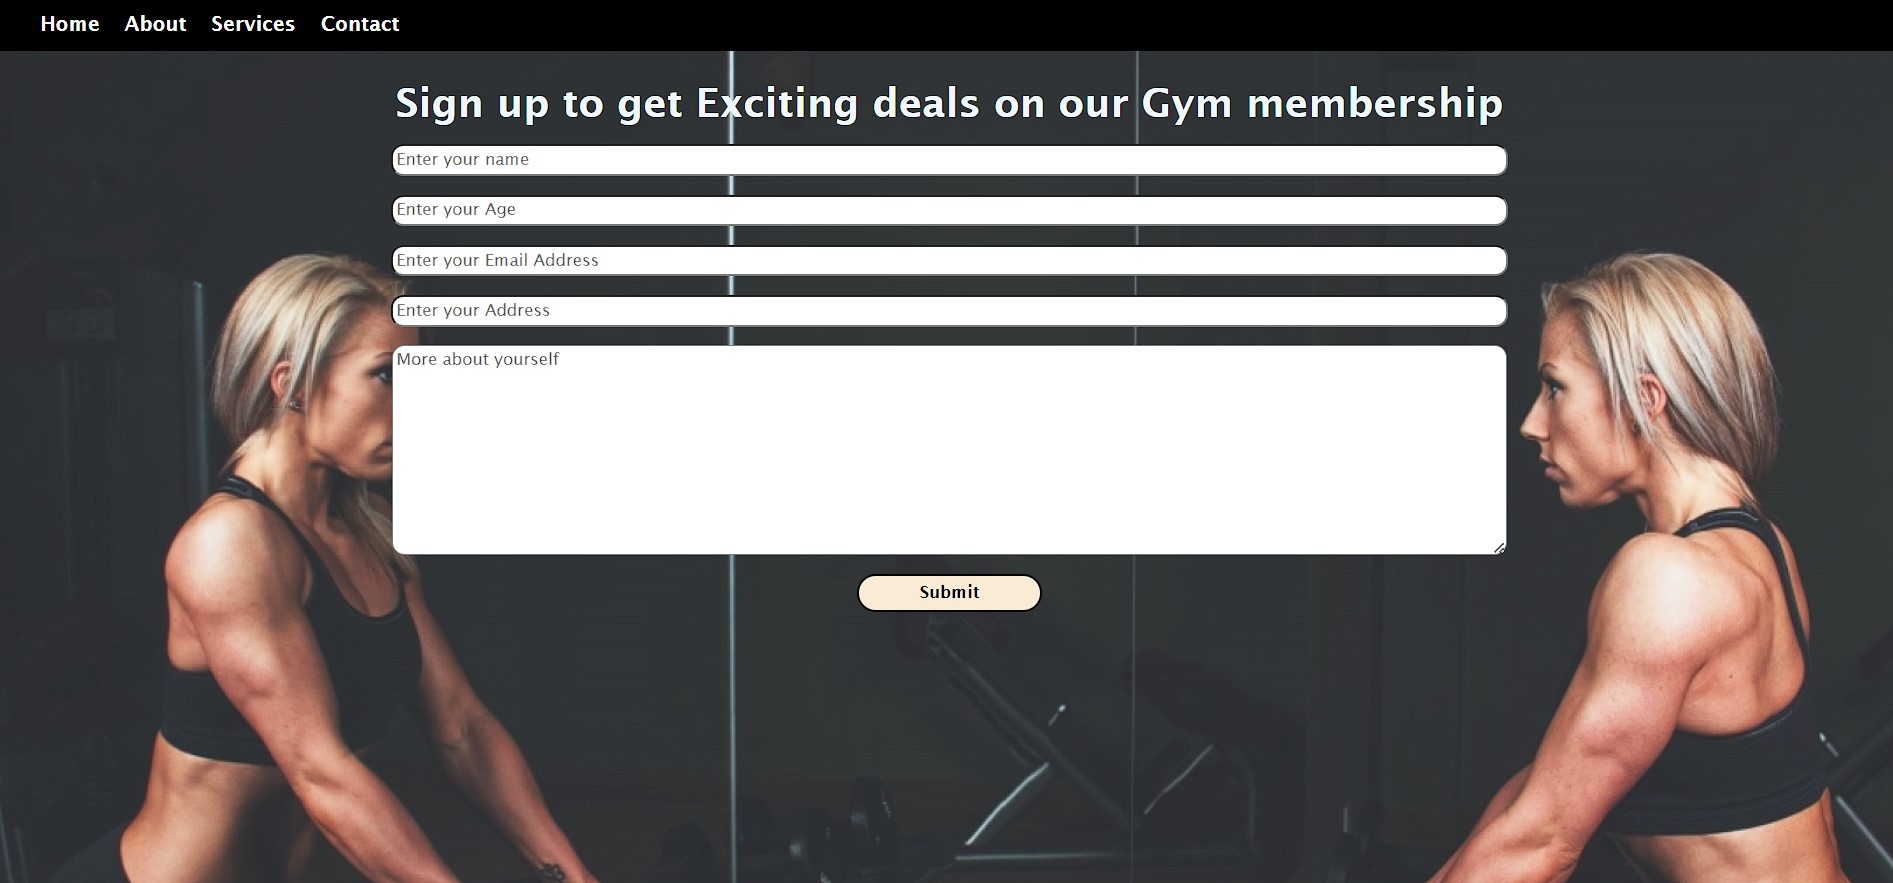 Home About Services Contact
Sign up to get Exciting deals on our Gym membership
Enter your name
Enter your Age
Enter your Email Address
Enter your Address
More about yourself
Submit